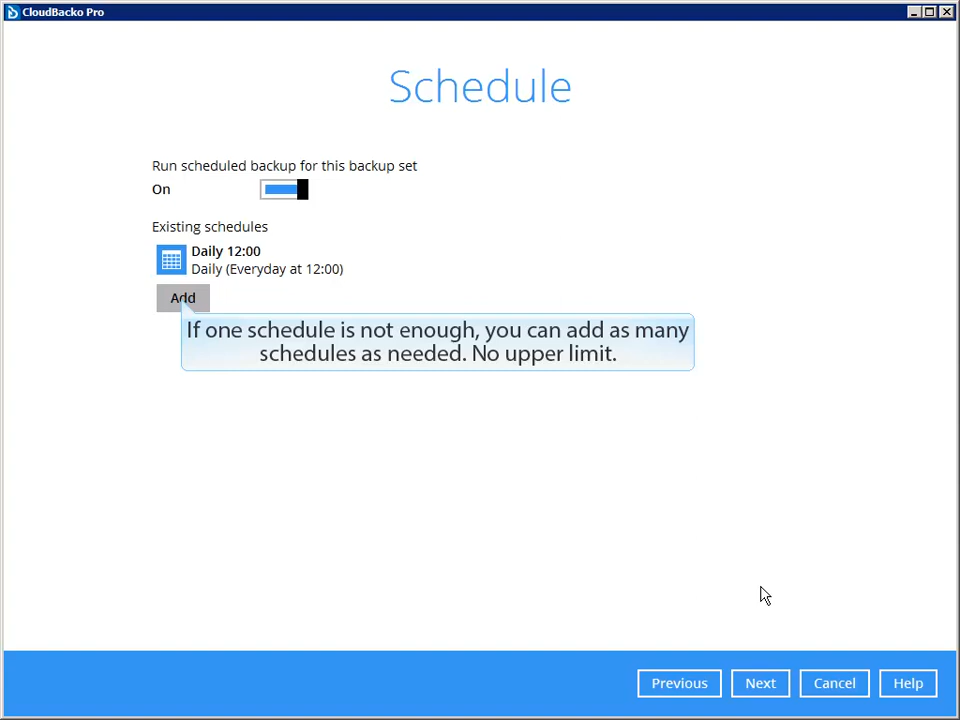 CloudBacko Pro
Schedule
Run scheduled backup for this backup set
On
Existing schedules
Daily 12:00
Daily (Everyday at 12:00)
Add
If one schedule is not enough, you can add as many
schedules as needed. No upper limit.
Previous
Next
Cancel
Help